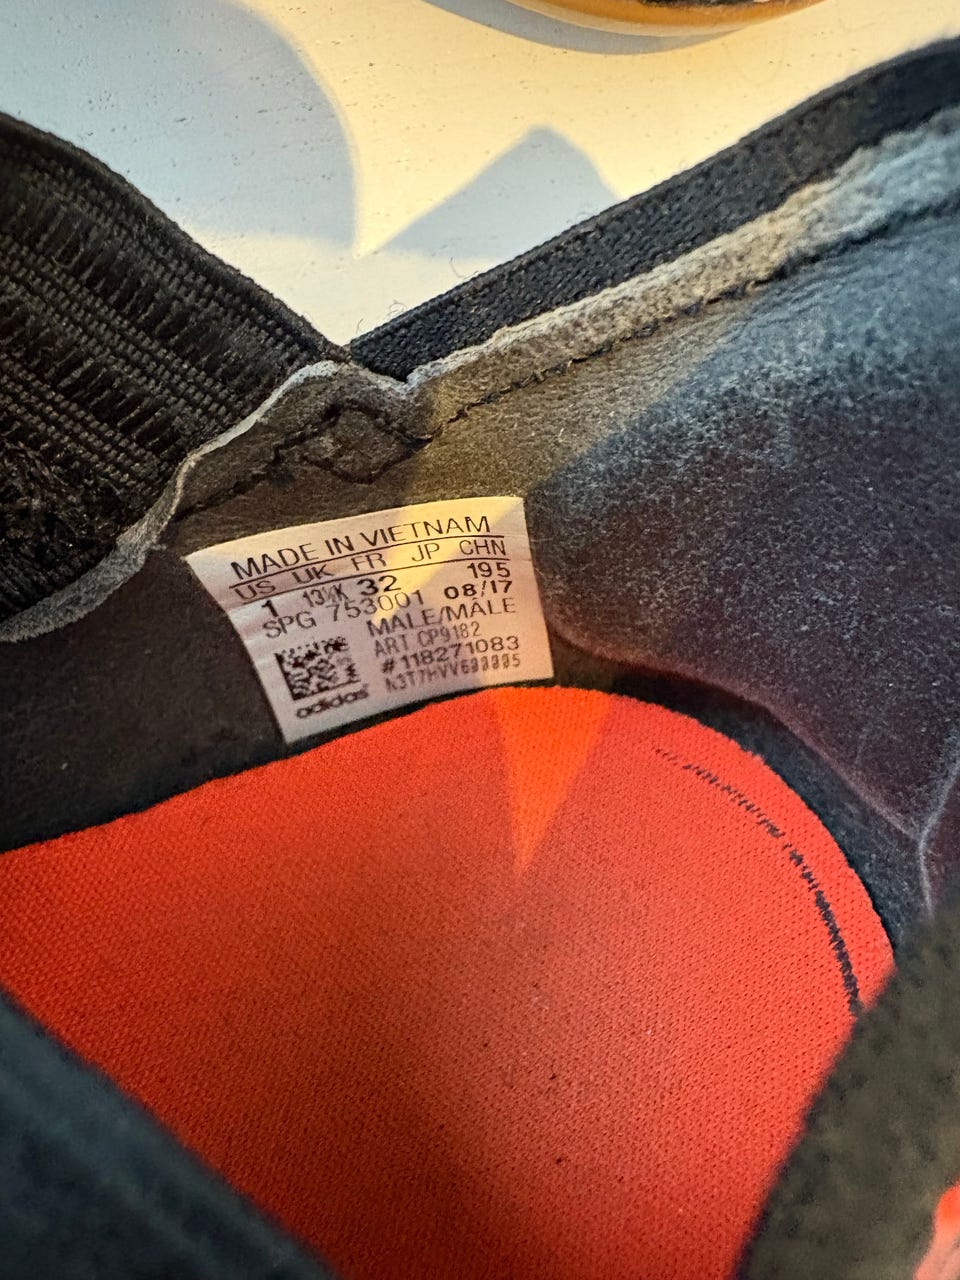 MADE IN VIETNAM
US UK FR JP CHN
1 13½K 32 195
SPG 753001 08/17
MALE/MÂLE
ART CP9182
#118271083
adidas